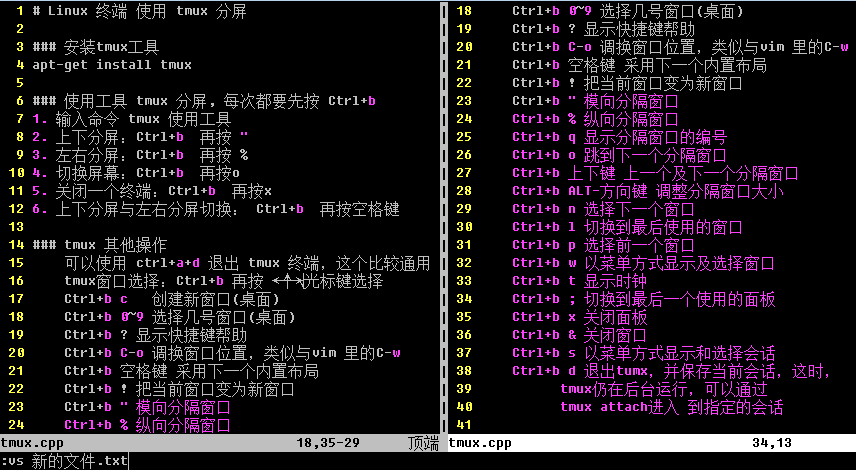 1 # Linux 终端 使用 tmux 分屏
2
3 ### 安装tmux工具
4 apt-get install tmux
5
6 ### 使用工具 tmux 分屏，每次都要先按 Ctrl+b
7 1. 输入命令 tmux 使用工具
8 2. 上下分屏：Ctrl+b 再按 "
9 3. 左右分屏：Ctrl+b 再按 %
10 4. 切换屏幕：Ctrl+b 再按o
11 5. 关闭一个终端：Ctrl+b 再按x
12 6. 上下分屏与左右分屏切换： Ctrl+b 再按空格键
13
14 ### tmux 其他操作
15 可以使用 ctrl+a+d 退出 tmux 终端，这个比较通用
16 tmux窗口选择：Ctrl+b 再按 ←↑→光标键选择
17 Ctrl+b c 创建新窗口(桌面)
18 Ctrl+b 0~9 选择几号窗口(桌面)
19 Ctrl+b ? 显示快捷键帮助
20 Ctrl+b C-o 调换窗口位置，类似与vim 里的C-w
21 Ctrl+b 空格键 采用下一个内置布局
22 Ctrl+b ! 把当前窗口变为新窗口
23 Ctrl+b " 横向分隔窗口
24 Ctrl+b % 纵向分隔窗口
tmux.cpp 18,35-29 顶端
18 Ctrl+b 0~9 选择几号窗口(桌面)
19 Ctrl+b ? 显示快捷键帮助
20 Ctrl+b C-o 调换窗口位置，类似与vim 里的C-w
21 Ctrl+b 空格键 采用下一个内置布局
22 Ctrl+b ! 把当前窗口变为新窗口
23 Ctrl+b " 横向分隔窗口
24 Ctrl+b % 纵向分隔窗口
25 Ctrl+b q 显示分隔窗口的编号
26 Ctrl+b o 跳到下一个分隔窗口
27 Ctrl+b 上下键 上一个及下一个分隔窗口
28 Ctrl+b ALT-方向键 调整分隔窗口大小
29 Ctrl+b n 选择下一个窗口
30 Ctrl+b l 切换到最后使用的窗口
31 Ctrl+b p 选择前一个窗口
32 Ctrl+b w 以菜单方式显示及选择窗口
33 Ctrl+b t 显示时钟
34 Ctrl+b ; 切换到最后一个使用的面板
35 Ctrl+b x 关闭面板
36 Ctrl+b & 关闭窗口
37 Ctrl+b s 以菜单方式显示和选择会话
38 Ctrl+b d 退出tumx，并保存当前会话，这时，
39 tmux仍在后台运行，可以通过
40 tmux attach进入 到指定的会话
41
tmux.cpp 34,13
:vs 新的文件.txt